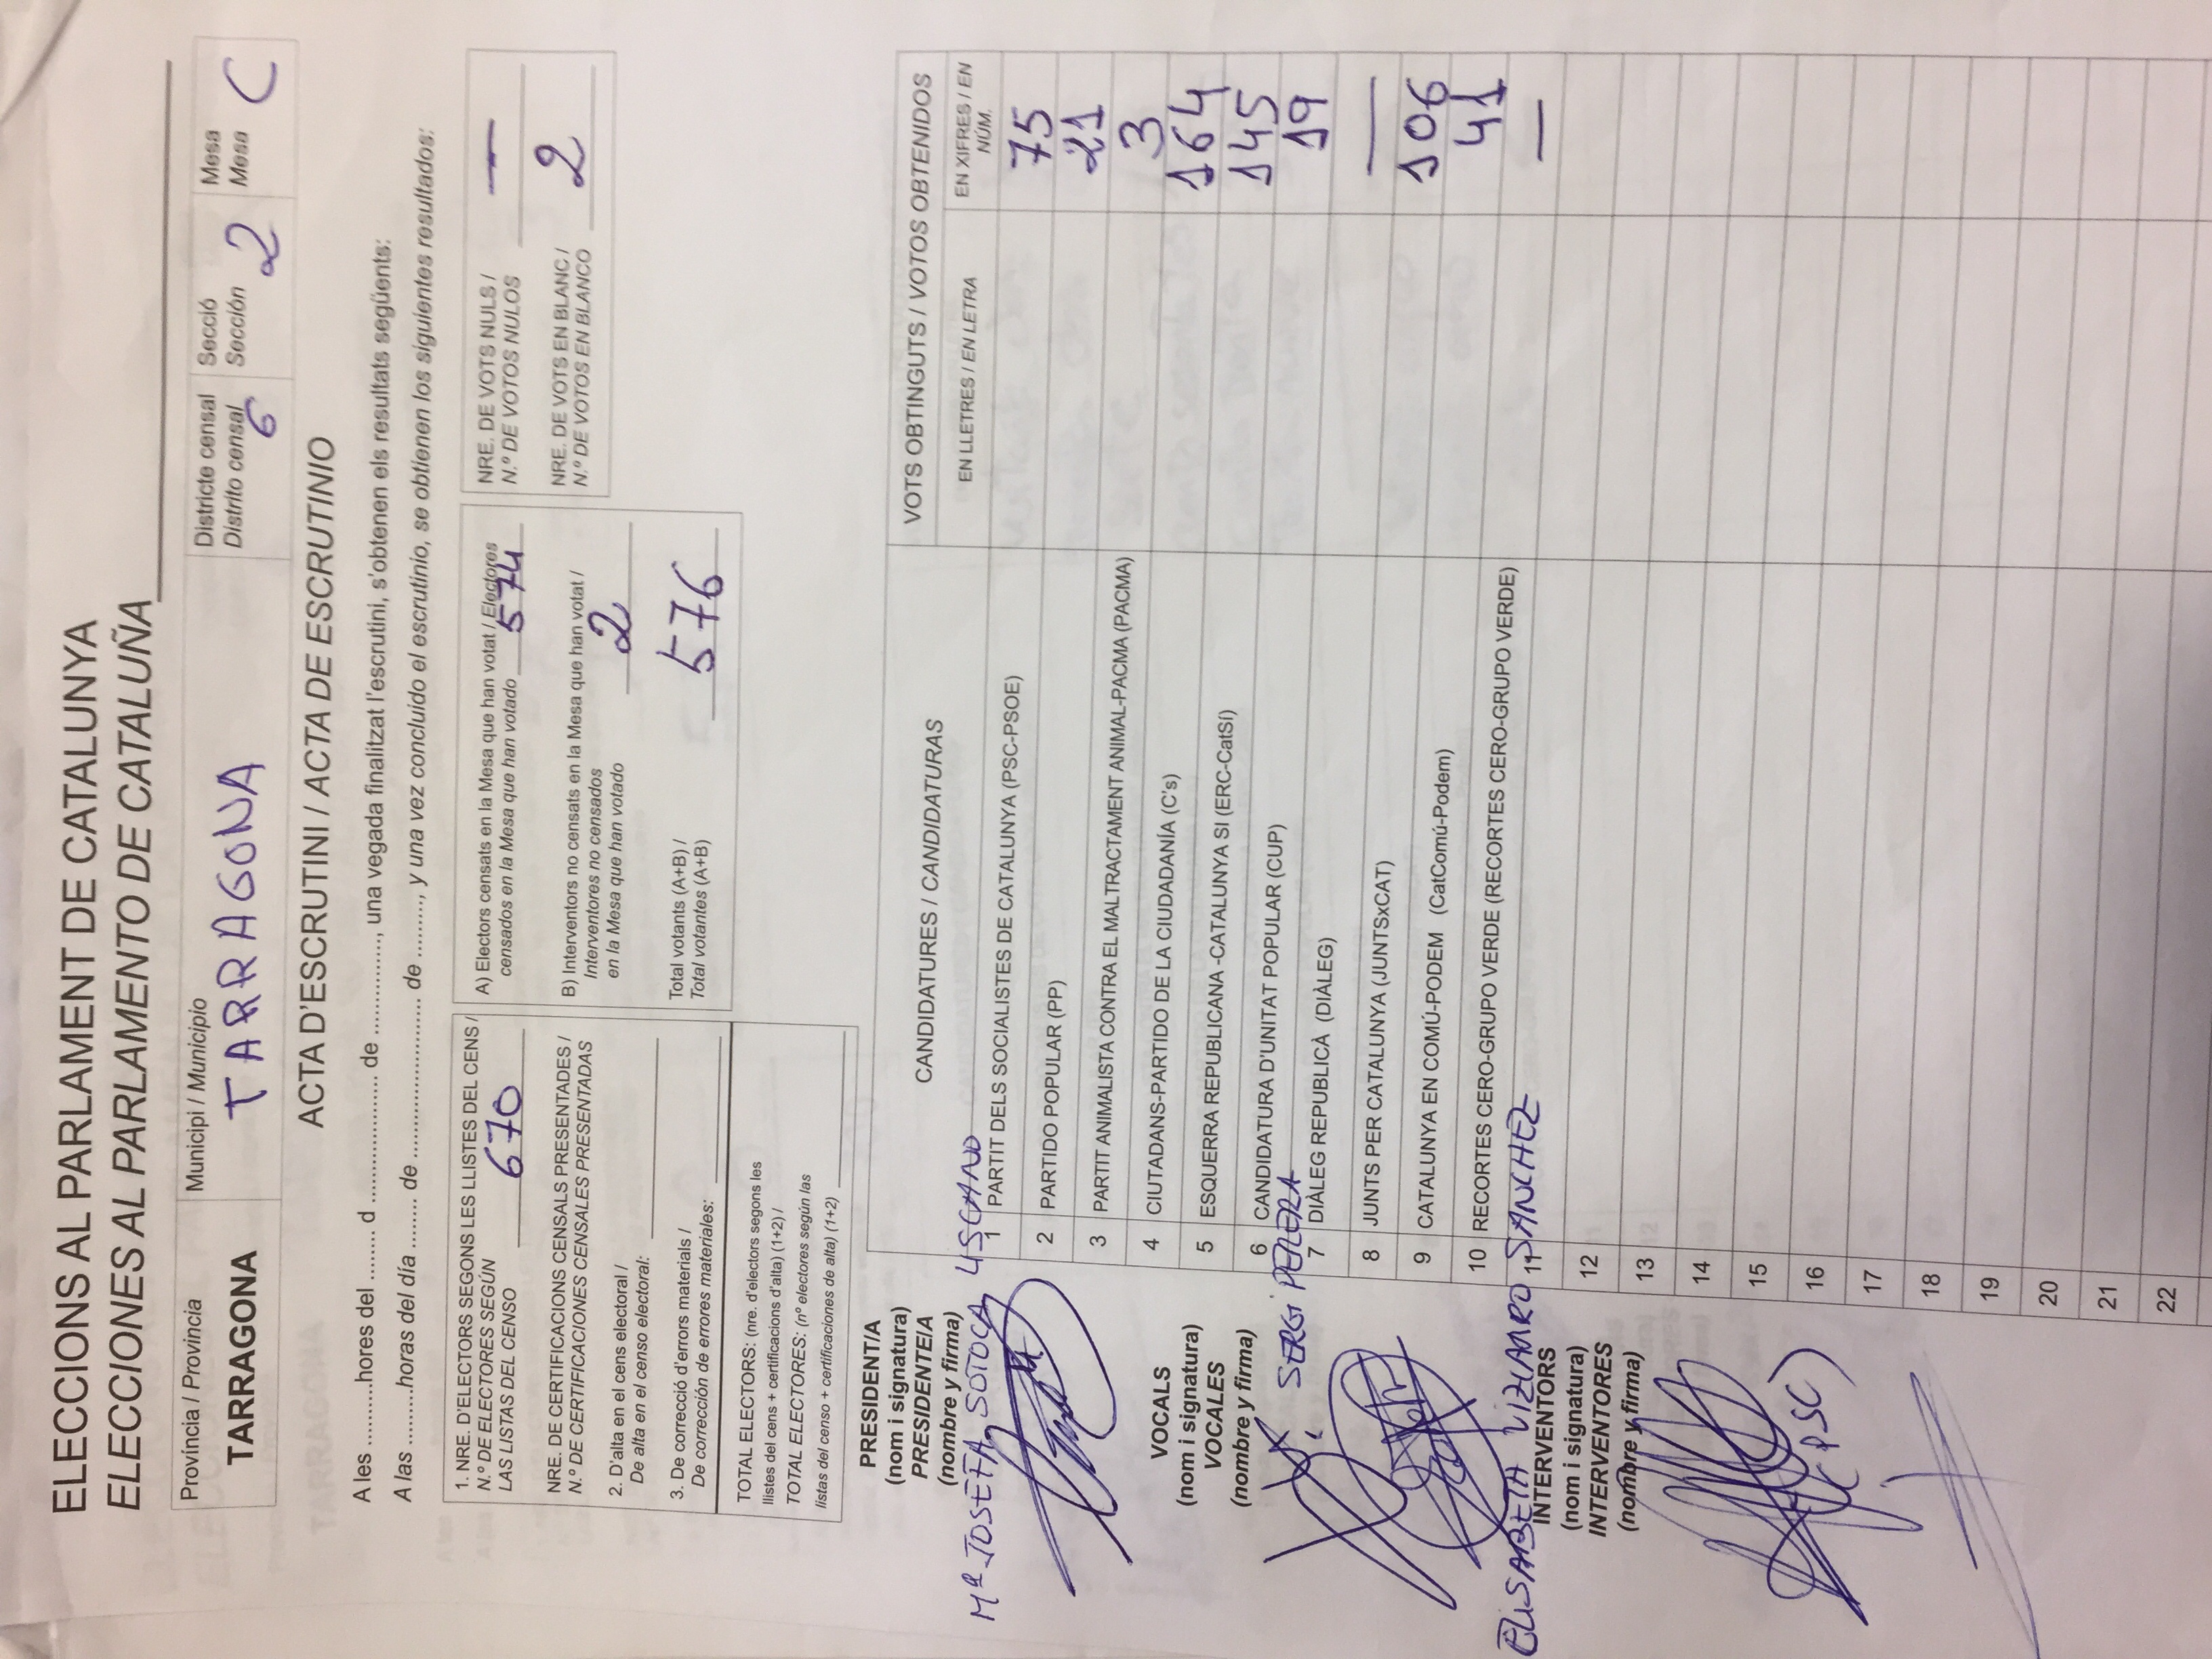 ELECCIONS AL PARLAMENT DE CATALUNYA
ELECCIONES AL PARLAMENTO DE CATALUÑA
Província / Provincia
TARRAGONA
Municipi / Municipio
TARRAGONA
Districte censal
Distrito censal
6
Secció
Sección
2
Mesa
Mesa
C
ACTA D'ESCRUTINI / ACTA DE ESCRUTINIO
A les ..........hores del ........ d .................... de ..............., una vegada finalitzat l'escrutini, s'obtenen els resultats següents:
A las .........horas del día ........ de ......................... de ........., y una vez concluido el escrutinio, se obtienen los siguientes resultados:
1. NRE. D'ELECTORS SEGONS LES LLISTES DEL CENS /
N.º DE ELECTORES SEGÚN
LAS LISTAS DEL CENSO 670
NRE. DE CERTIFICACIONS CENSALS PRESENTADES /
N.º DE CERTIFICACIONES CENSALES PRESENTADAS
2. D'alta en el cens electoral /
De alta en el censo electoral:
3. De correcció d'errors materials /
De corrección de errores materiales:
TOTAL ELECTORS: (nre. d'electors segons les
llistes del cens + certificacions d'alta) (1+2) /
TOTAL ELECTORES: (nº electores según las
listas del censo + certificaciones de alta) (1+2)
A) Electors censats en la Mesa que han votat / Electores
censados en la Mesa que han votado 574
B) Interventors no censats en la Mesa que han votat /
Interventores no censados
en la Mesa que han votado 2
Total votants (A+B) /
Total votantes (A+B) 576
NRE. DE VOTS NULS /
N.º DE VOTOS NULOS —
NRE. DE VOTS EN BLANC /
N.º DE VOTOS EN BLANCO 2
PRESIDENT/A
(nom i signatura)
PRESIDENTE/A
(nombre y firma)
Mª JOSEFA SOTOCA LISCANO
VOCALS
(nom i signatura)
VOCALES
(nombre y firma)
SERGI PERERA
ELISABETH VIZCARRO SANCHEZ
INTERVENTORS
(nom i signatura)
INTERVENTORES
(nombre y firma)
(PSC)
CANDIDATURES / CANDIDATURAS
VOTS OBTINGUTS / VOTOS OBTENIDOS
EN LLETRES / EN LETRA
EN XIFRES / EN
NÚM.
1 PARTIT DELS SOCIALISTES DE CATALUNYA (PSC-PSOE) 75
2 PARTIDO POPULAR (PP) 21
3 PARTIT ANIMALISTA CONTRA EL MALTRACTAMENT ANIMAL-PACMA (PACMA) 3
4 CIUTADANS-PARTIDO DE LA CIUDADANÍA (C's) 164
5 ESQUERRA REPUBLICANA -CATALUNYA SI (ERC-CatSí) 145
6 CANDIDATURA D'UNITAT POPULAR (CUP) 19
7 DIÀLEG REPUBLICÀ (DIÀLEG) —
8 JUNTS PER CATALUNYA (JUNTSxCAT) 106
9 CATALUNYA EN COMÚ-PODEM (CatComú-Podem) 41
10 RECORTES CERO-GRUPO VERDE (RECORTES CERO-GRUPO VERDE) —
11
12
13
14
15
16
17
18
19
20
21
22